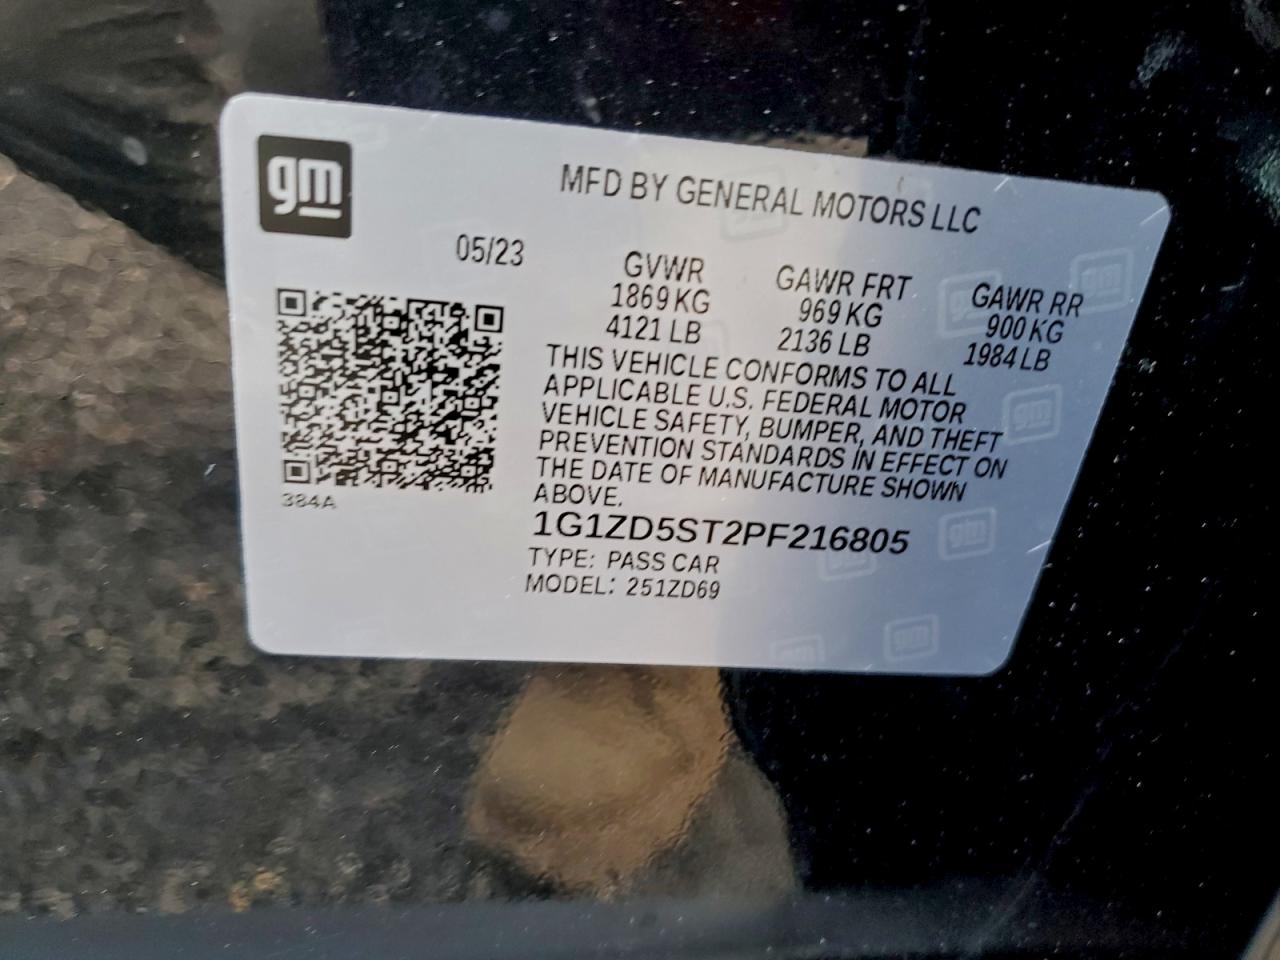 gm
MFD BY GENERAL MOTORS LLC
05/23
GVWR GAWR FRT GAWR RR
1869 KG 969 KG 900 KG
4121 LB 2136 LB 1984 LB
THIS VEHICLE CONFORMS TO ALL
APPLICABLE U.S. FEDERAL MOTOR
VEHICLE SAFETY, BUMPER, AND THEFT
PREVENTION STANDARDS IN EFFECT ON
THE DATE OF MANUFACTURE SHOWN
ABOVE.
384A
1G1ZD5ST2PF216805
TYPE: PASS CAR
MODEL: 251ZD69